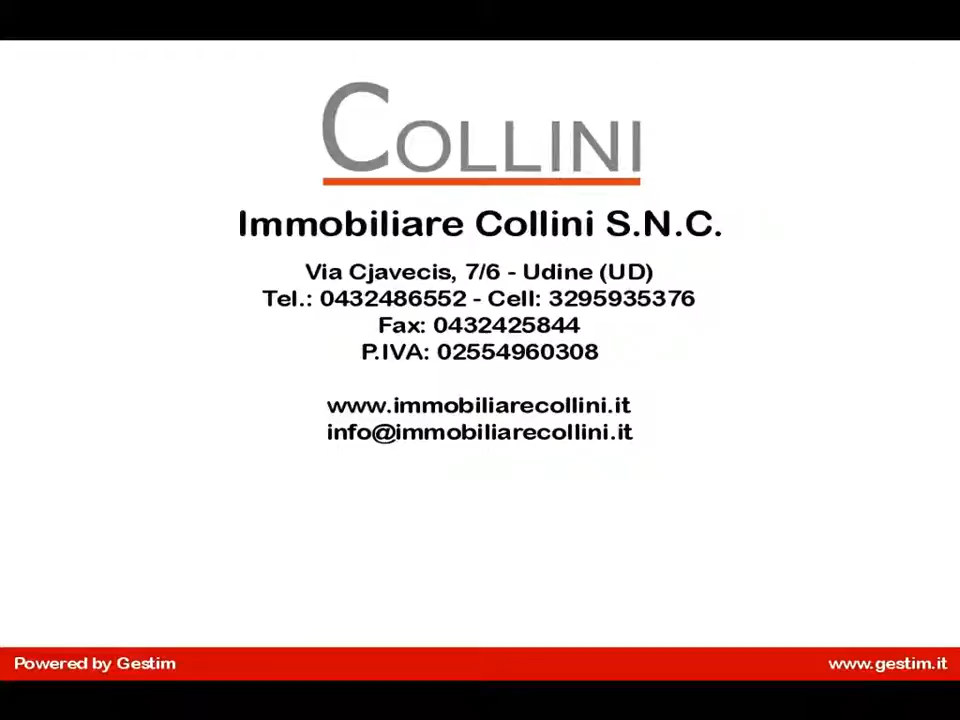 COLLINI
Immobiliare Collini S.N.C.
Via Cjavecis, 7/6 - Udine (UD)
Tel.: 0432486552 - Cell: 3295935376
Fax: 0432425844
P.IVA: 02554960308
www.immobiliarecollini.it
info@immobiliarecollini.it
Powered by Gestim
www.gestim.it